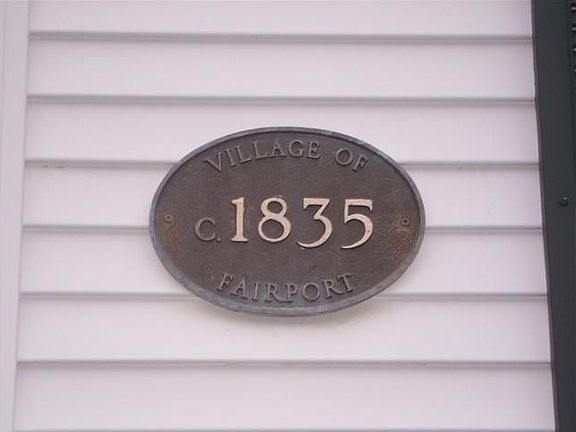 VILLAGE OF
C. 1835
FAIRPORT